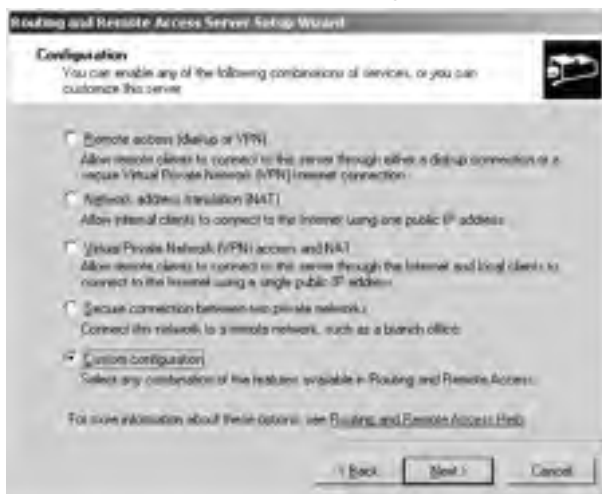 Routing and Remote Access Server Setup Wizard
Configuration
You can enable any of the following combinations of services, or you can
customize this server.
Remote access (dial-up or VPN)
Allow remote clients to connect to this server through either a dial-up connection or a
secure Virtual Private Network (VPN) Internet connection.
Network address translation (NAT)
Allow internal clients to connect to the Internet using one public IP address.
Virtual Private Network (VPN) access and NAT
Allow remote clients to connect to this server through the Internet and local clients to
connect to the Internet using a single public IP address.
Secure connection between two private networks
Connect this network to a remote network, such as a branch office.
Custom configuration
Select any combination of the features available in Routing and Remote Access.
For more information about these options, see Routing and Remote Access Help.
< Back Next > Cancel